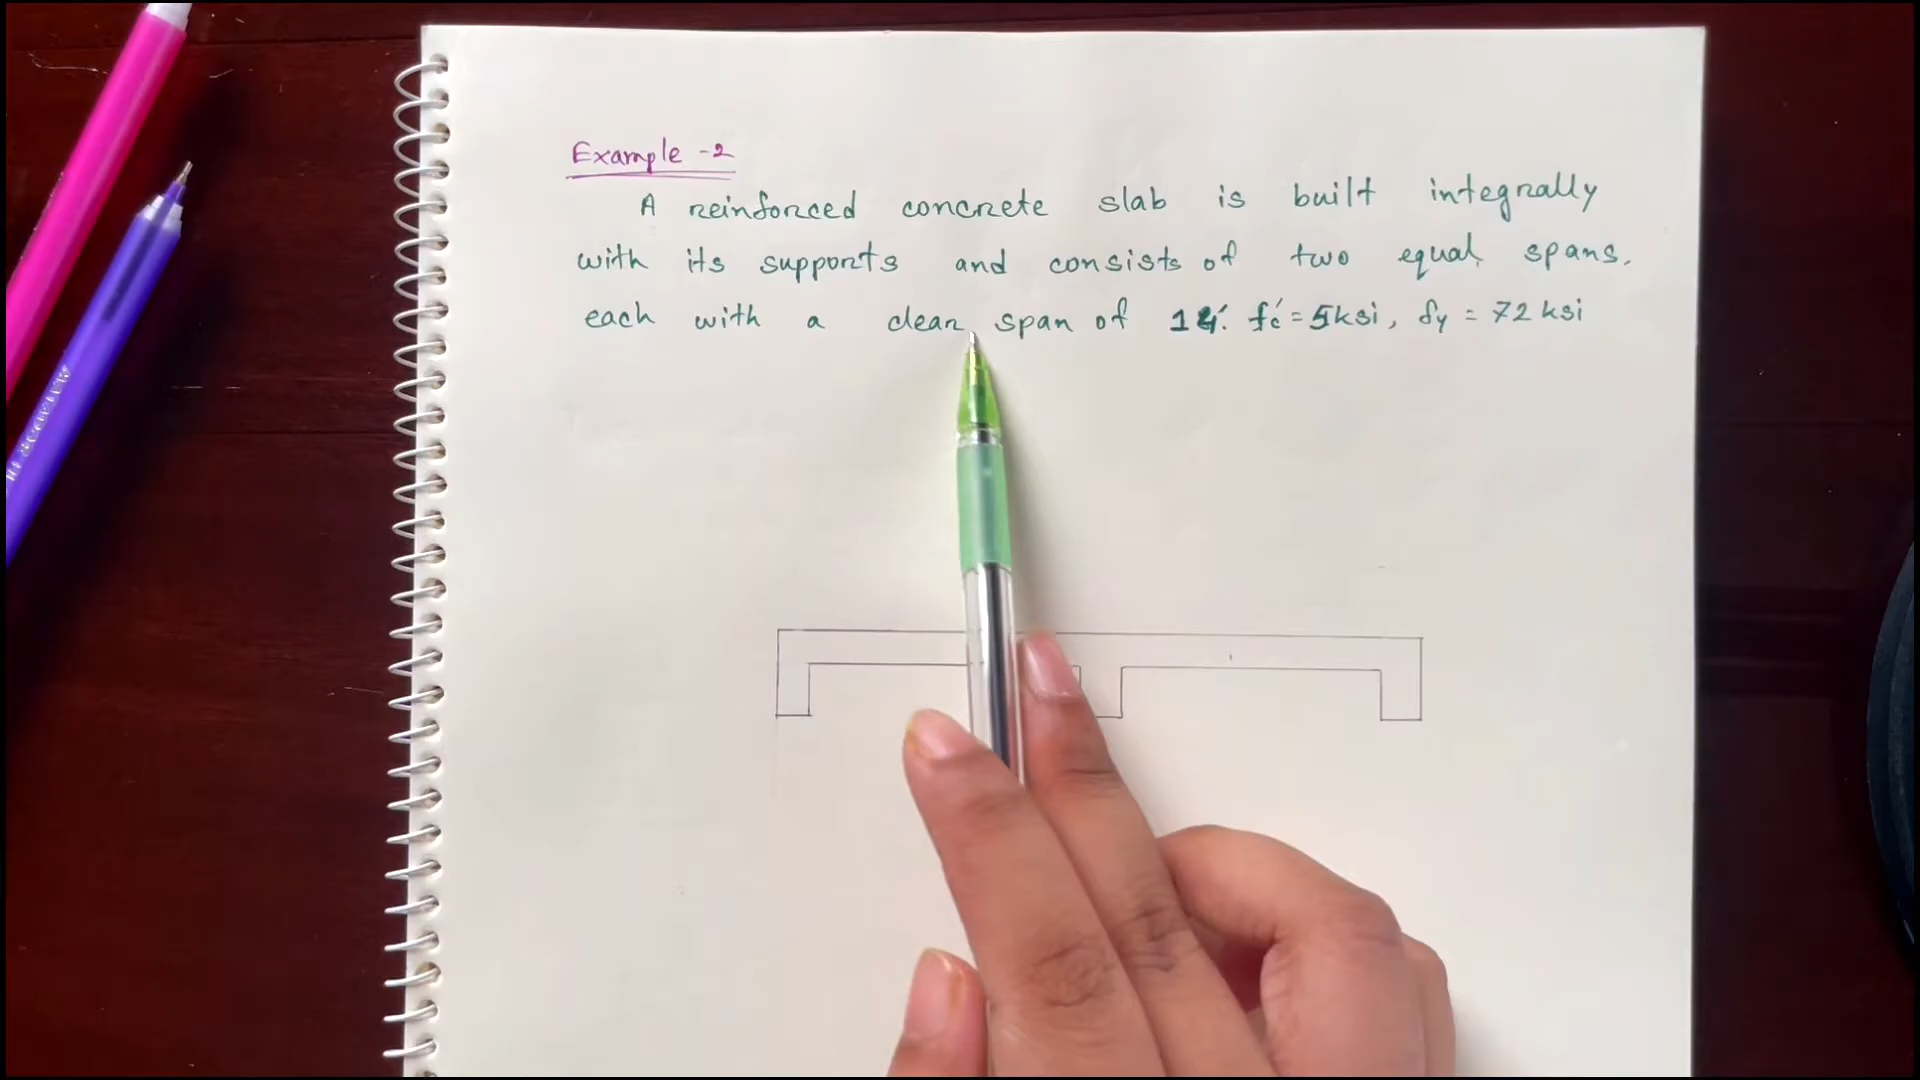 Example -2
A reinforced concrete slab is built integrally
with its supports and consists of two equal spans.
each with a clear span of 14'. fc' = 5ksi, fy = 72 ksi